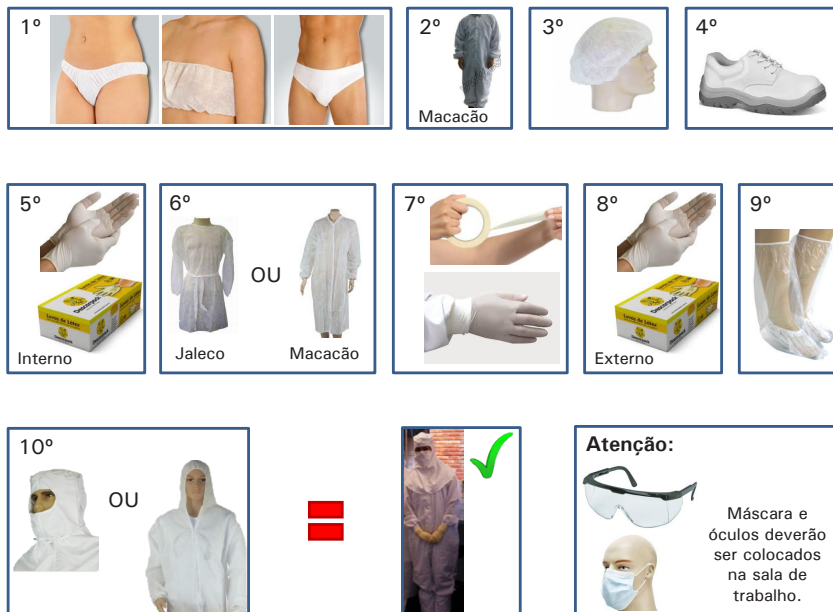 1º
2º
Macacão
3º
4º
5º
Interno
6º
OU
Jaleco
Macacão
7º
8º
Externo
9º
10º
OU
Atenção:
Máscara e
óculos deverão
ser colocados
na sala de
trabalho.